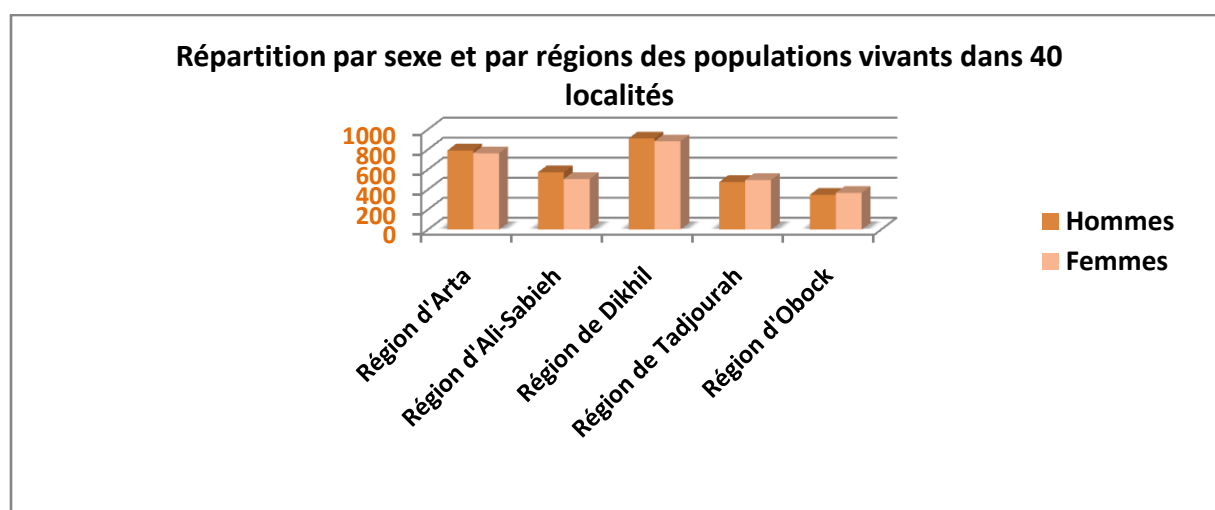 Répartition par sexe et par régions des populations vivants dans 40
localités
1000
800
600
400
200
0
Région d'Arta
Région d'Ali-Sabieh
Région de Dikhil
Région de Tadjourah
Région d'Obock
Hommes
Femmes